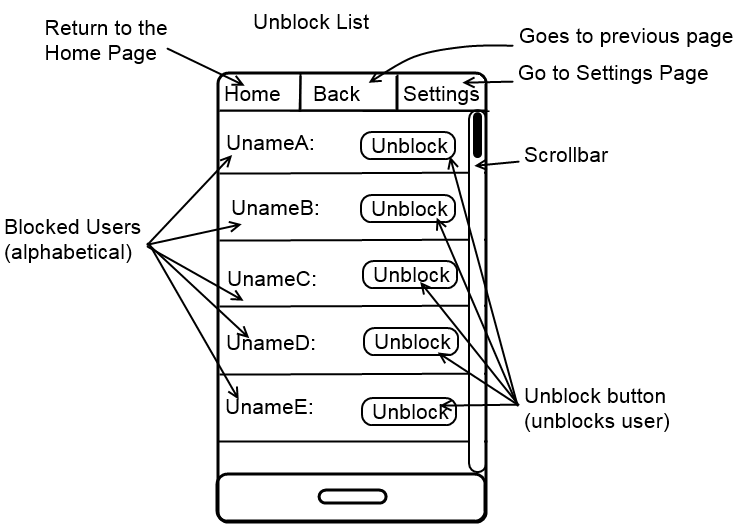 Unblock List
Return to the
Home Page
Goes to previous page
Go to Settings Page
Home
Back
Settings
UnameA:
Unblock
Scrollbar
UnameB:
Unblock
Blocked Users
(alphabetical)
UnameC:
Unblock
UnameD:
Unblock
UnameE:
Unblock
Unblock button
(unblocks user)